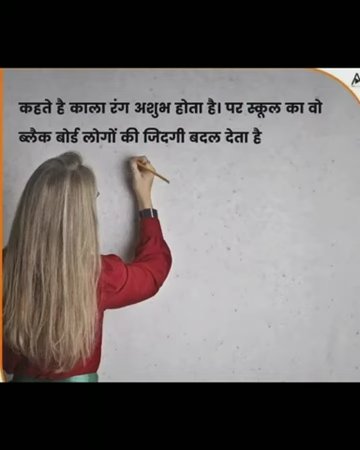 कहते है काला रंग अशुभ होता है। पर स्कूल का वो
ब्लैक बोर्ड लोगों की जिदगी बदल देता है